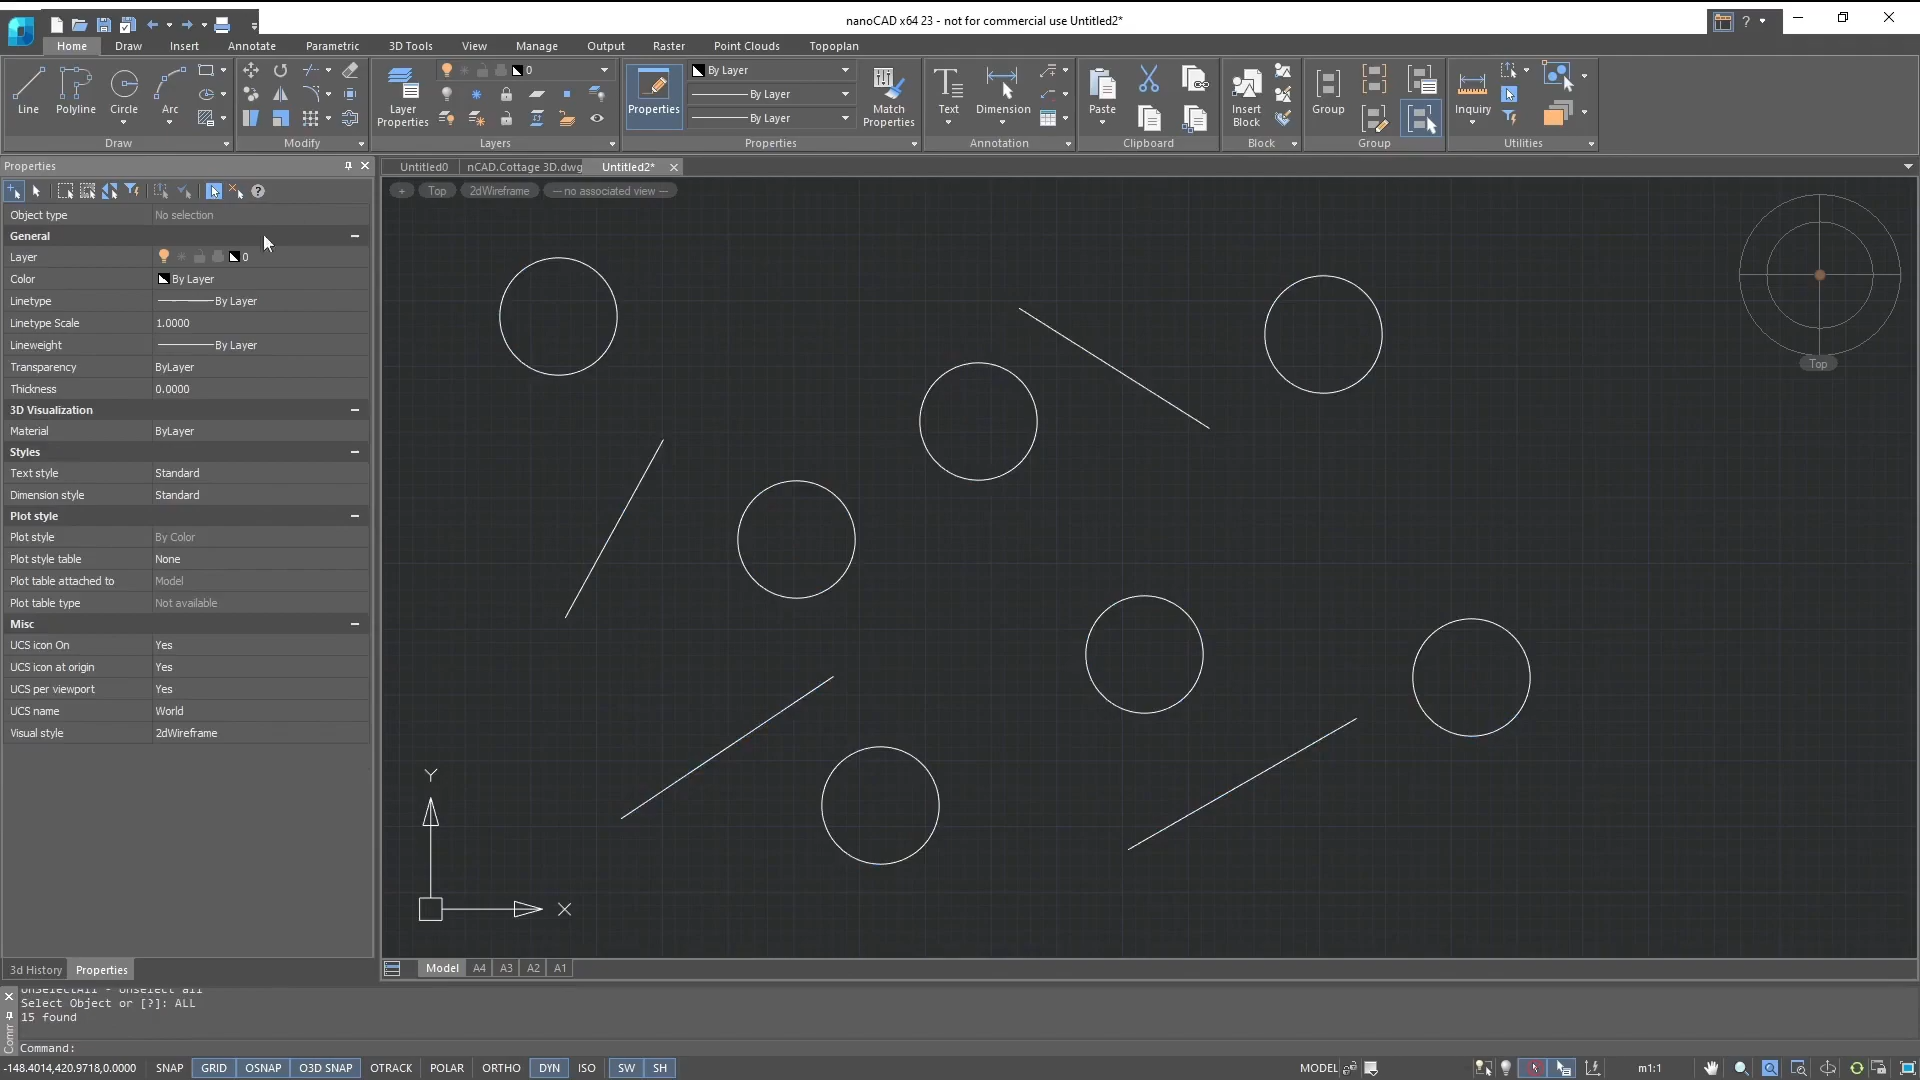 nanoCAD x64 23 - not for commercial use Untitled2*
?
Home Draw Insert Annotate Parametric 3D Tools View Manage Output Raster Point Clouds Topoplan
0
By Layer
By Layer
By Layer
Line Polyline Circle Arc
Layer Properties
Properties
Match Properties
Text Dimension
Paste
Insert Block
Group
Inquiry
Draw Modify Layers Properties Annotation Clipboard Block Group Utilities
Properties
Untitled0 nCAD.Cottage 3D.dwg Untitled2*
+ Top 2dWireframe — no associated view —
Object type No selection
General
Layer 0
Color By Layer
Linetype By Layer
Linetype Scale 1.0000
Lineweight By Layer
Transparency ByLayer
Thickness 0.0000
3D Visualization
Material ByLayer
Styles
Text style Standard
Dimension style Standard
Plot style
Plot style By Color
Plot style table None
Plot table attached to Model
Plot table type Not available
Misc
UCS icon On Yes
UCS icon at origin Yes
UCS per viewport Yes
UCS name World
Visual style 2dWireframe
Top
Y
X
3d History Properties
Model A4 A3 A2 A1
UnSelectAll - Unselect all
Select Object or [?]: ALL
15 found
Command:
Comm
-148.4014,420.9718,0.0000 SNAP GRID OSNAP O3D SNAP OTRACK POLAR ORTHO DYN ISO SW SH MODEL m1:1